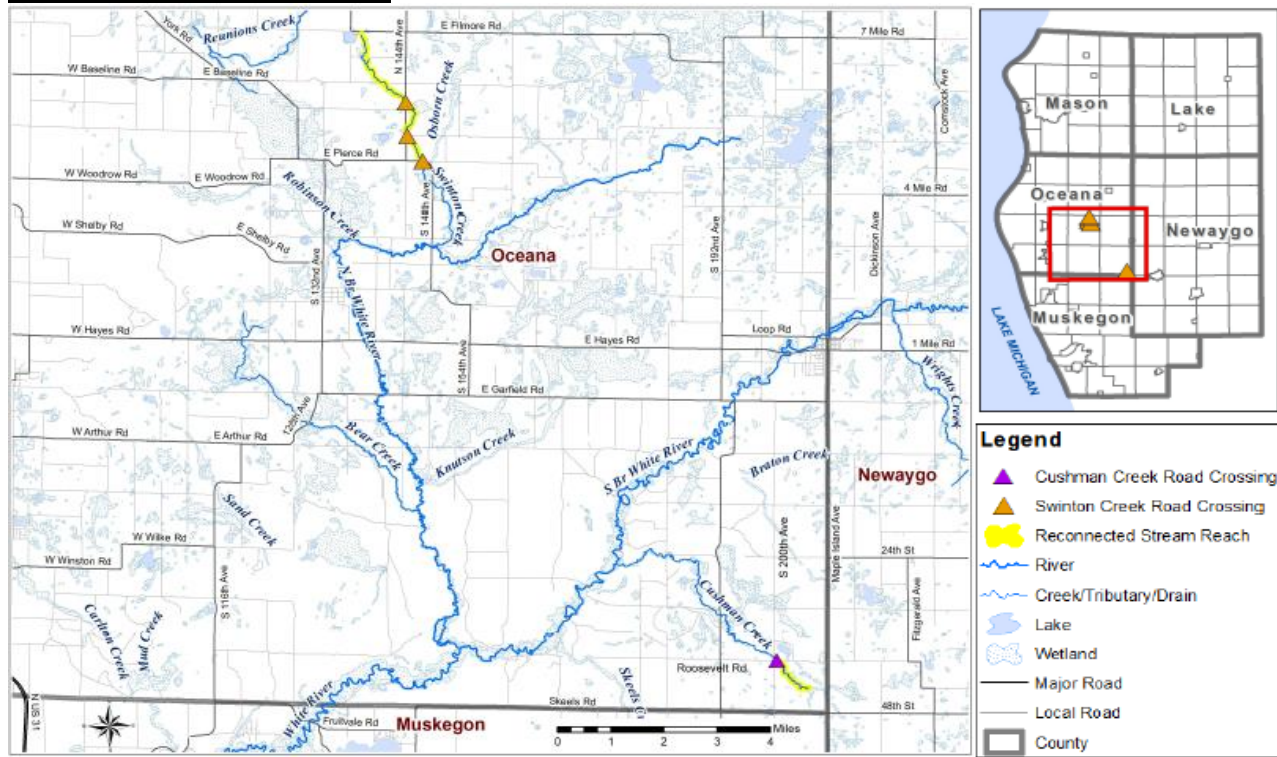 E Filmore Rd
7 Mile Rd
York Rd
Reunions Creek
N 144th Ave
W Baseline Rd
E Baseline Rd
Osborn Creek
Comstock Ave
E Pierce Rd
W Woodrow Rd
E Woodrow Rd
Robinson Creek
S 148th Ave
Swinton Creek
4 Mile Rd
W Shelby Rd
E Shelby Rd
Oceana
S 132nd Ave
S 192nd Ave
Dickinson Ave
N Br White River
W Hayes Rd
E Hayes Rd
Loop Rd
1 Mile Rd
S 154th Ave
E Garfield Rd
Wrights Creek
128th Ave
W Arthur Rd
E Arthur Rd
Bear Creek
Knutson Creek
S Br White River
Braton Creek
Newaygo
Sand Creek
W Wilke Rd
W Winston Rd
S 116th Ave
S 200th Ave
Maple Island Ave
24th St
Fitzgerald Ave
Cushman Creek
Carlton Creek
Mud Creek
Roosevelt Rd
Skeels Cr
N US 31
White River
Skeels Rd
48th St
Fruitvale Rd
Muskegon
Miles
0 1 2 3 4
Mason
Lake
Oceana
Newaygo
Muskegon
LAKE MICHIGAN
Legend
Cushman Creek Road Crossing
Swinton Creek Road Crossing
Reconnected Stream Reach
River
Creek/Tributary/Drain
Lake
Wetland
Major Road
Local Road
County